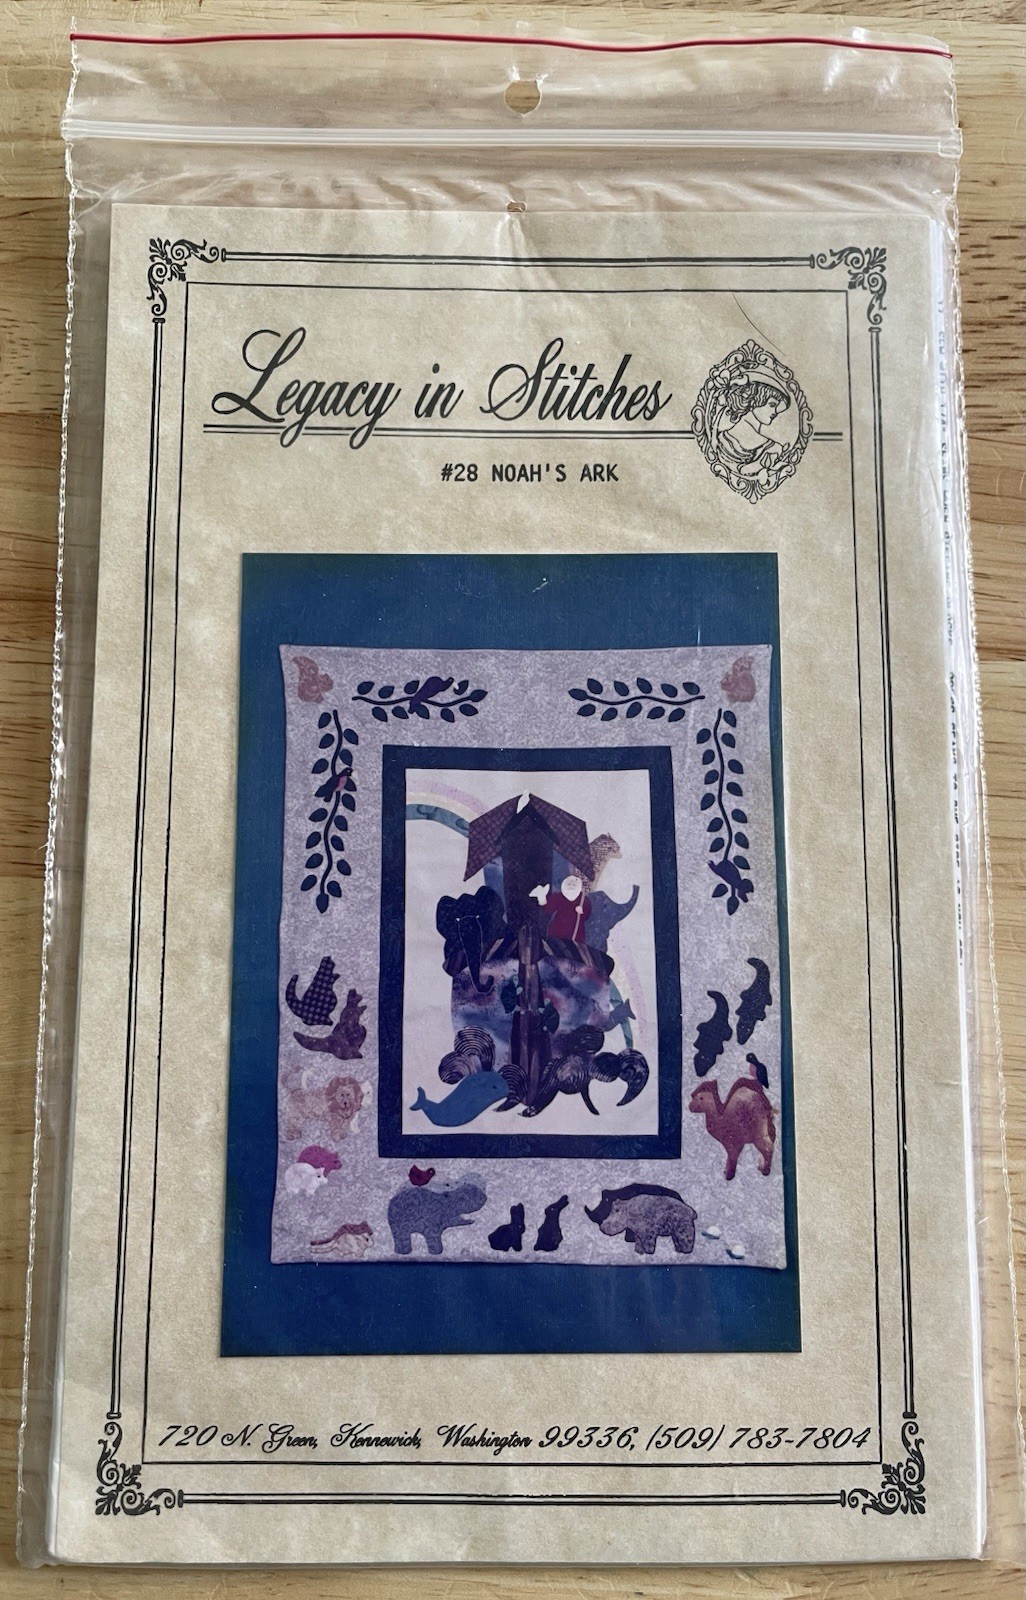 Legacy in Stitches
#28 NOAH'S ARK
720 N. Green, Kennewick, Washington 99336, (509) 783-7804